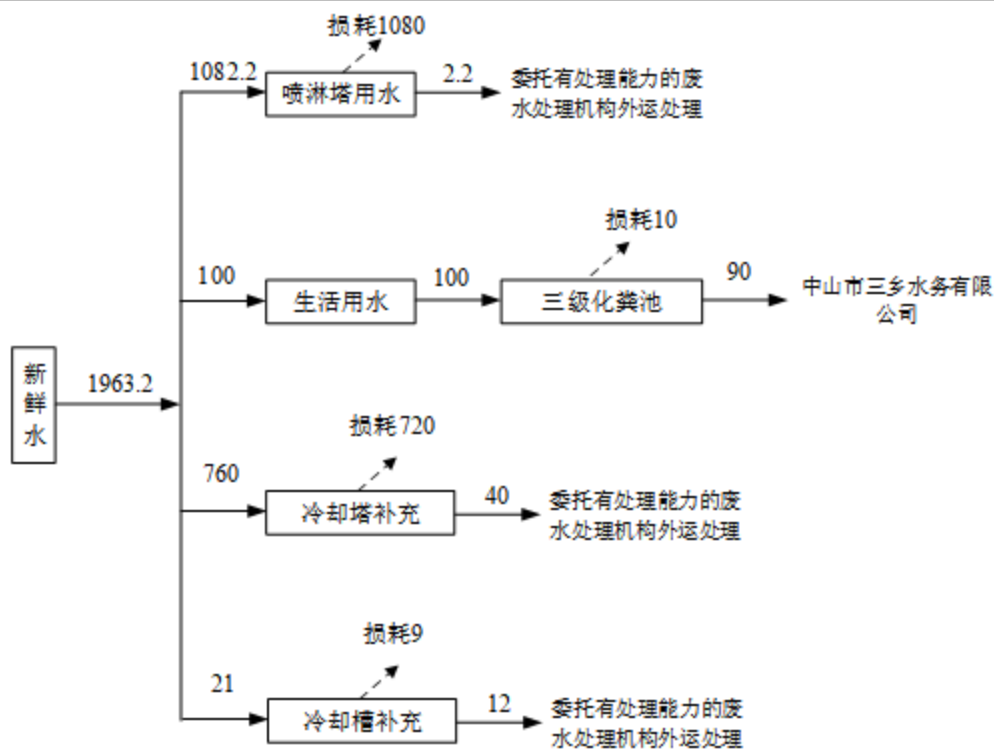 损耗1080
1082.2
喷淋塔用水
2.2
委托有处理能力的废
水处理机构外运处理
损耗10
100
生活用水
100
三级化粪池
90
中山市三乡水务有限
公司
新
鲜
水
1963.2
损耗720
760
冷却塔补充
40
委托有处理能力的废
水处理机构外运处理
损耗9
21
冷却槽补充
12
委托有处理能力的废
水处理机构外运处理